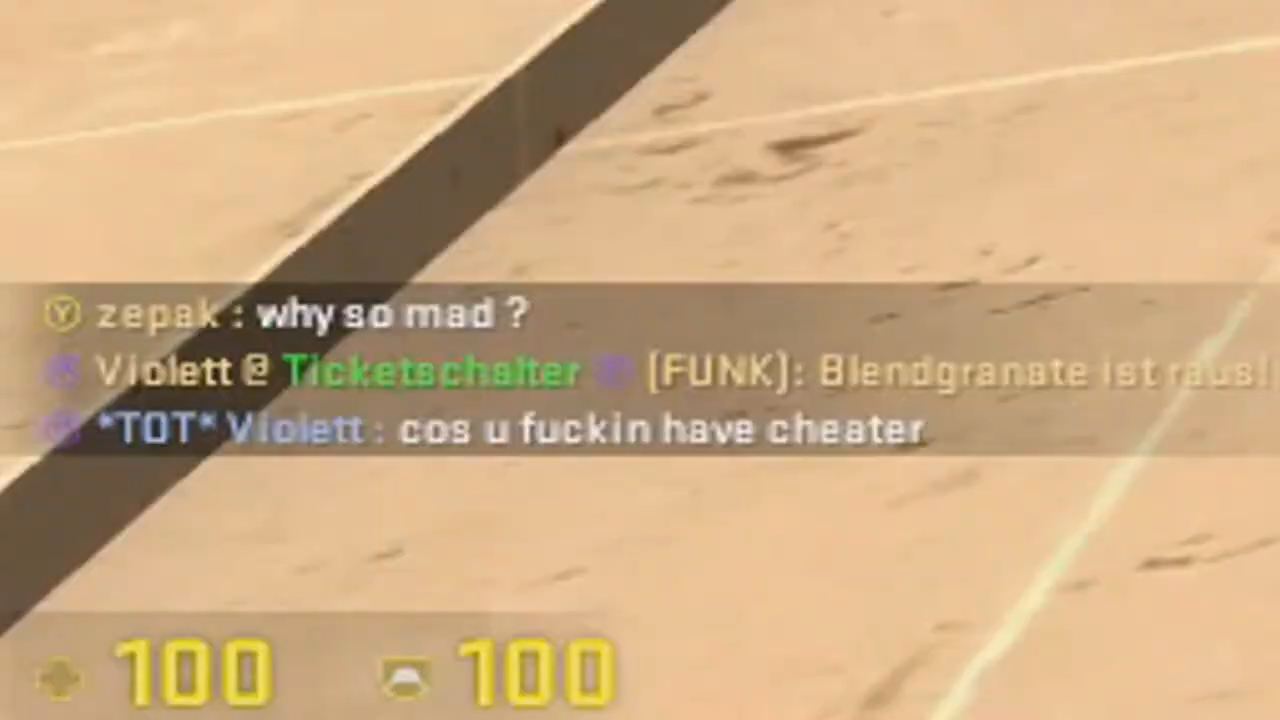 Y zepak : why so mad ?
Violett @ Ticketschalter [FUNK]: Blendgranate ist raus!
*TOT* Violett : cos u fuckin have cheater
100 100